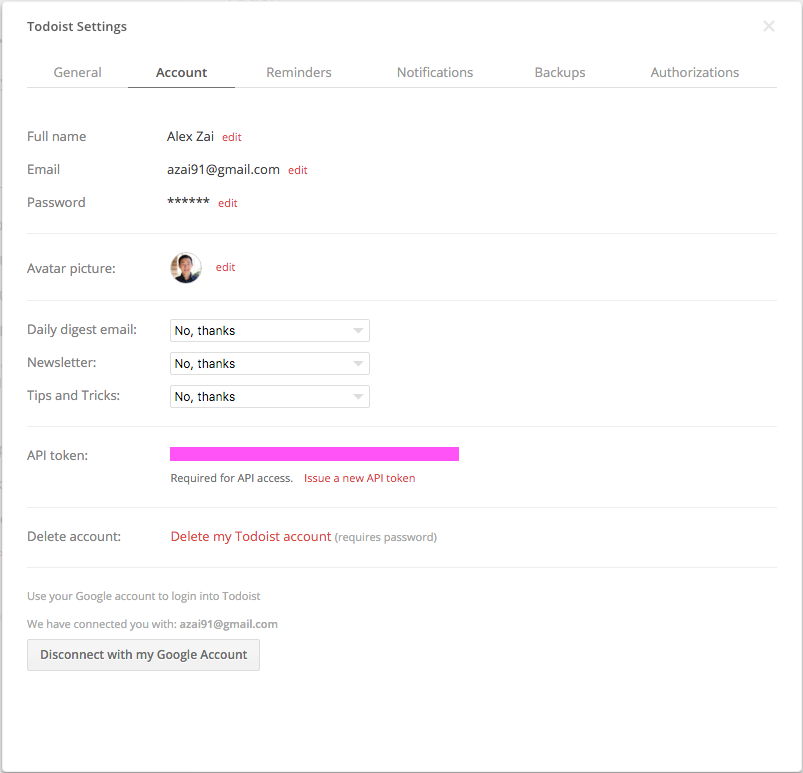 Todoist Settings
General Account Reminders Notifications Backups Authorizations
Full name Alex Zai edit
Email azai91@gmail.com edit
Password ****** edit
Avatar picture: edit
Daily digest email: No, thanks
Newsletter: No, thanks
Tips and Tricks: No, thanks
API token:
Required for API access. Issue a new API token
Delete account: Delete my Todoist account (requires password)
Use your Google account to login into Todoist
We have connected you with: azai91@gmail.com
Disconnect with my Google Account